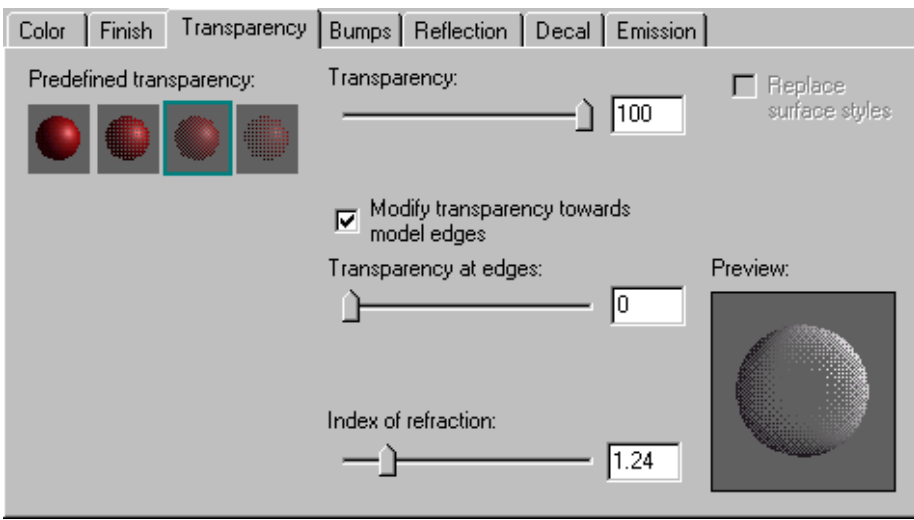 Color Finish Transparency Bumps Reflection Decal Emission
Predefined transparency:
Transparency:
100
Replace
surface styles
Modify transparency towards
model edges
Transparency at edges:
0
Preview:
Index of refraction:
1.24